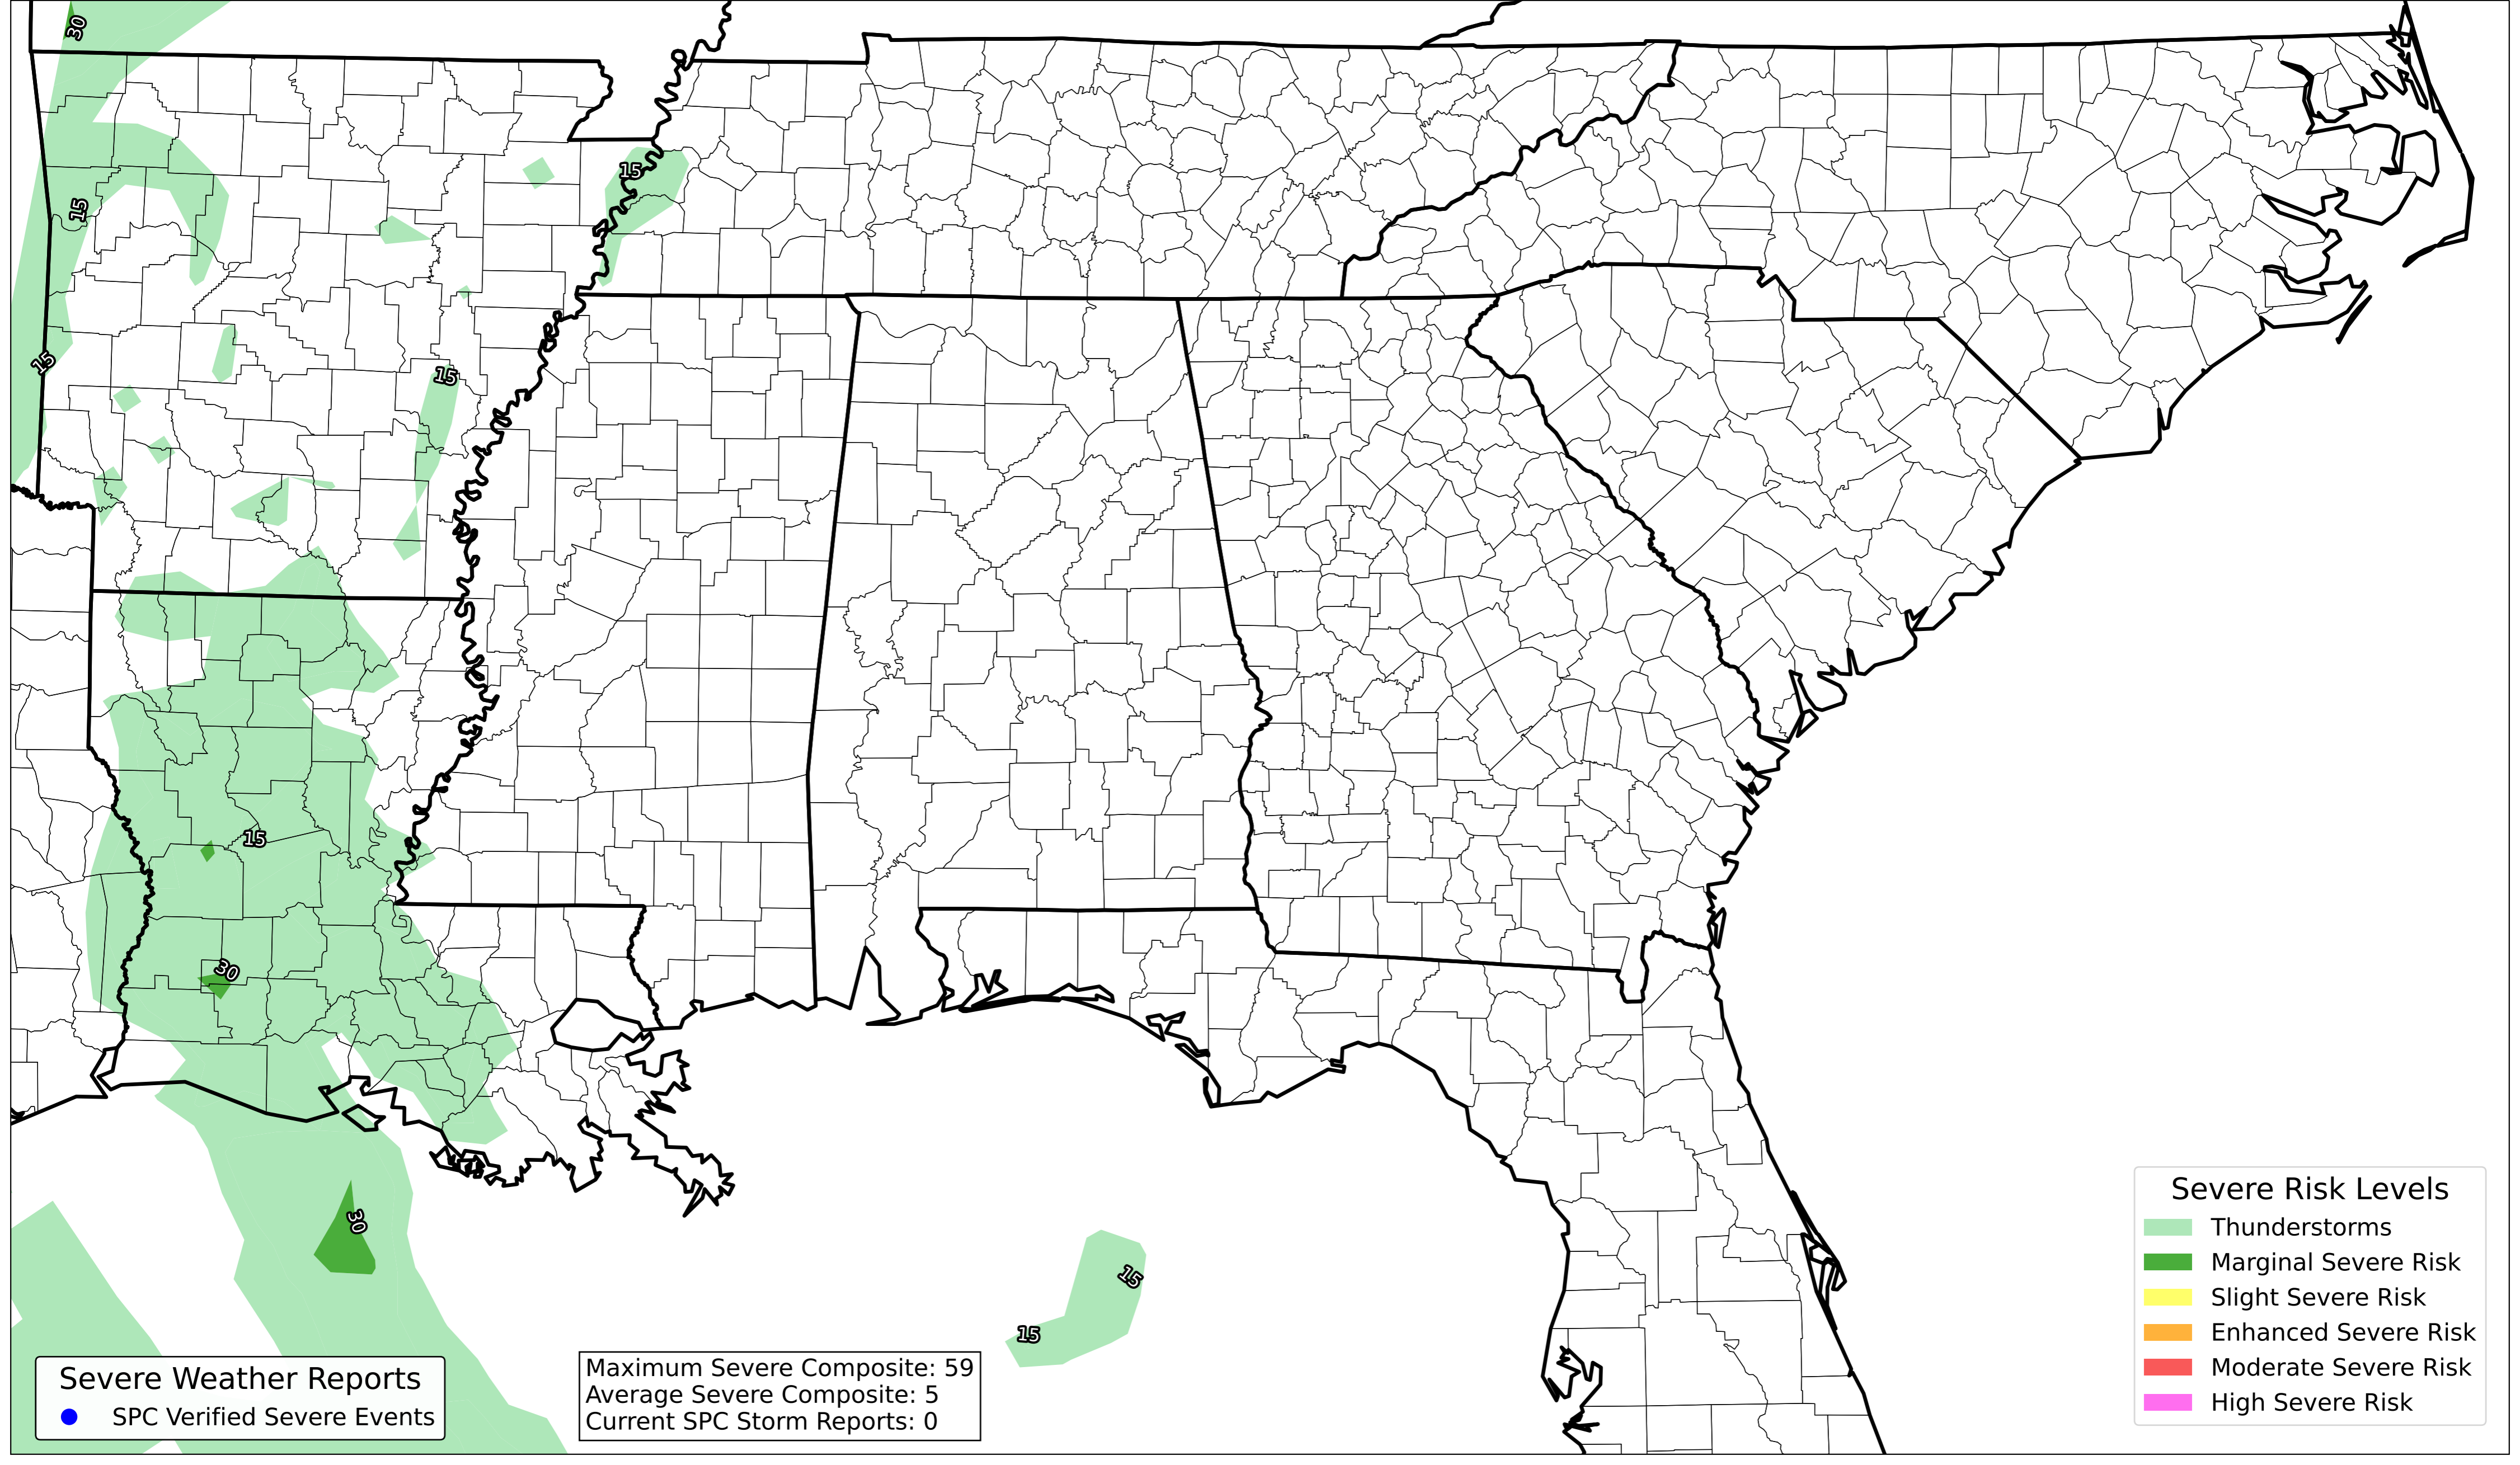 30
15
15
15
15
15
30
30
15
15
Severe Weather Reports
SPC Verified Severe Events
Maximum Severe Composite: 59
Average Severe Composite: 5
Current SPC Storm Reports: 0
Severe Risk Levels
Thunderstorms
Marginal Severe Risk
Slight Severe Risk
Enhanced Severe Risk
Moderate Severe Risk
High Severe Risk